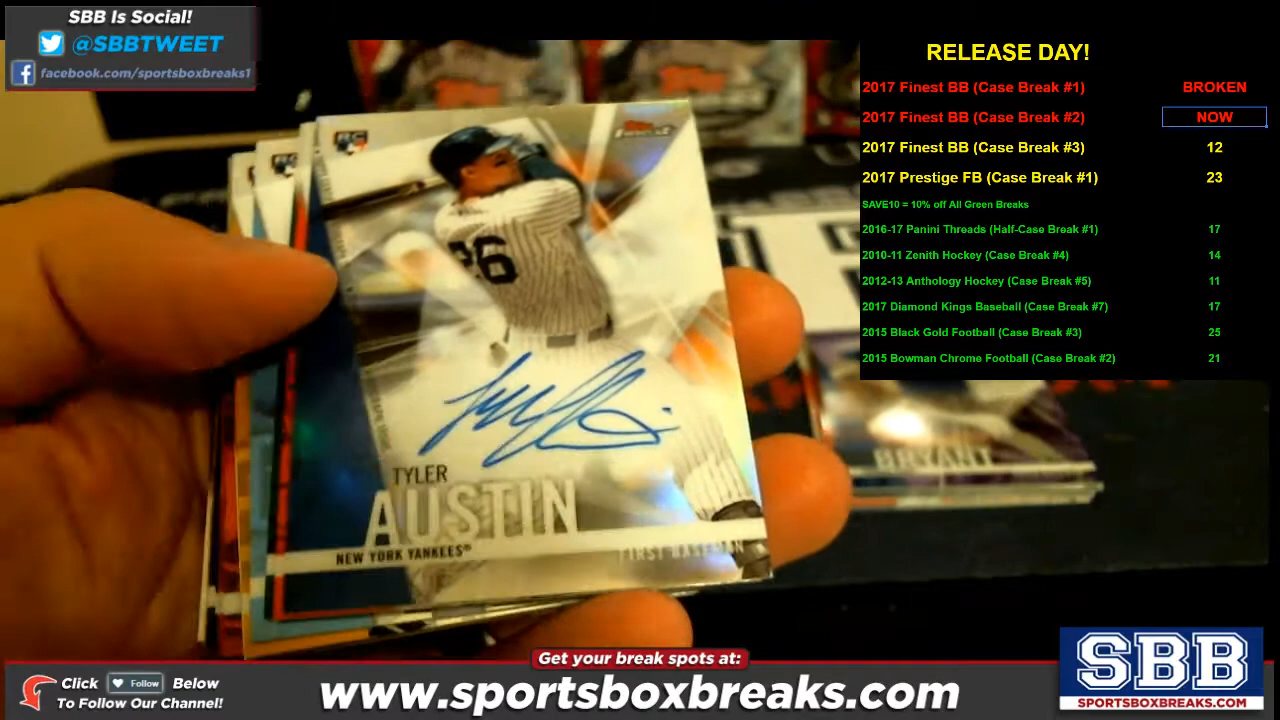 SBB Is Social!
@SBBTWEET
facebook.com/sportsboxbreaks1
RELEASE DAY!
2017 Finest BB (Case Break #1) BROKEN
2017 Finest BB (Case Break #2) NOW
2017 Finest BB (Case Break #3) 12
2017 Prestige FB (Case Break #1) 23
SAVE10 = 10% off All Green Breaks
2016-17 Panini Threads (Half-Case Break #1) 17
2010-11 Zenith Hockey (Case Break #4) 14
2012-13 Anthology Hockey (Case Break #5) 11
2017 Diamond Kings Baseball (Case Break #7) 17
2015 Black Gold Football (Case Break #3) 25
2015 Bowman Chrome Football (Case Break #2) 21
RC
26
TYLER
AUSTIN
NEW YORK YANKEES
FIRST BASEMAN
BRYANT
Get your break spots at:
www.sportsboxbreaks.com
Click Follow Below
To Follow Our Channel!
SBB
SPORTSBOXBREAKS.COM